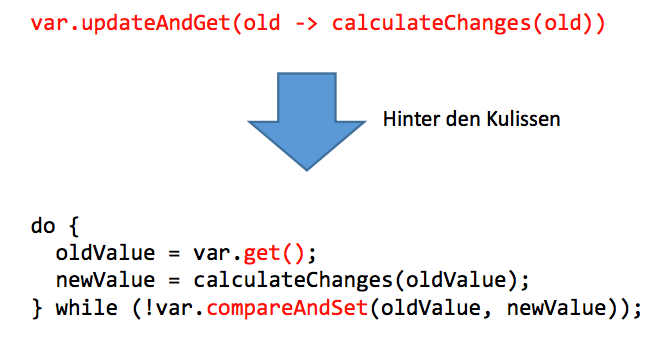 var.updateAndGet(old -> calculateChanges(old))
Hinter den Kulissen
do {
  oldValue = var.get();
  newValue = calculateChanges(oldValue);
} while (!var.compareAndSet(oldValue, newValue));